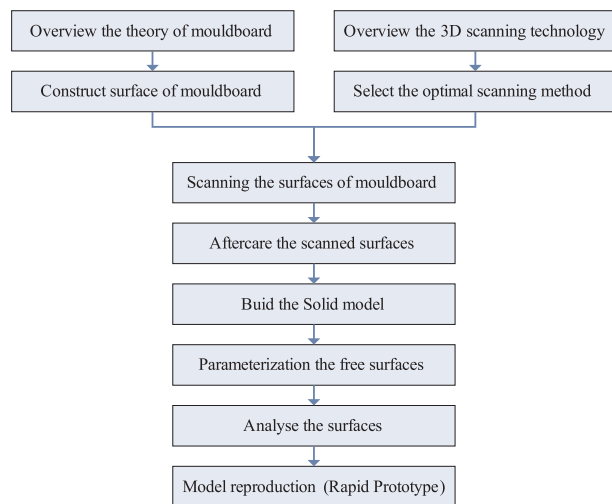 Overview the theory of mouldboard
Overview the 3D scanning technology
Construct surface of mouldboard
Select the optimal scanning method
Scanning the surfaces of mouldboard
Aftercare the scanned surfaces
Buid the Solid model
Parameterization the free surfaces
Analyse the surfaces
Model reproduction (Rapid Prototype)